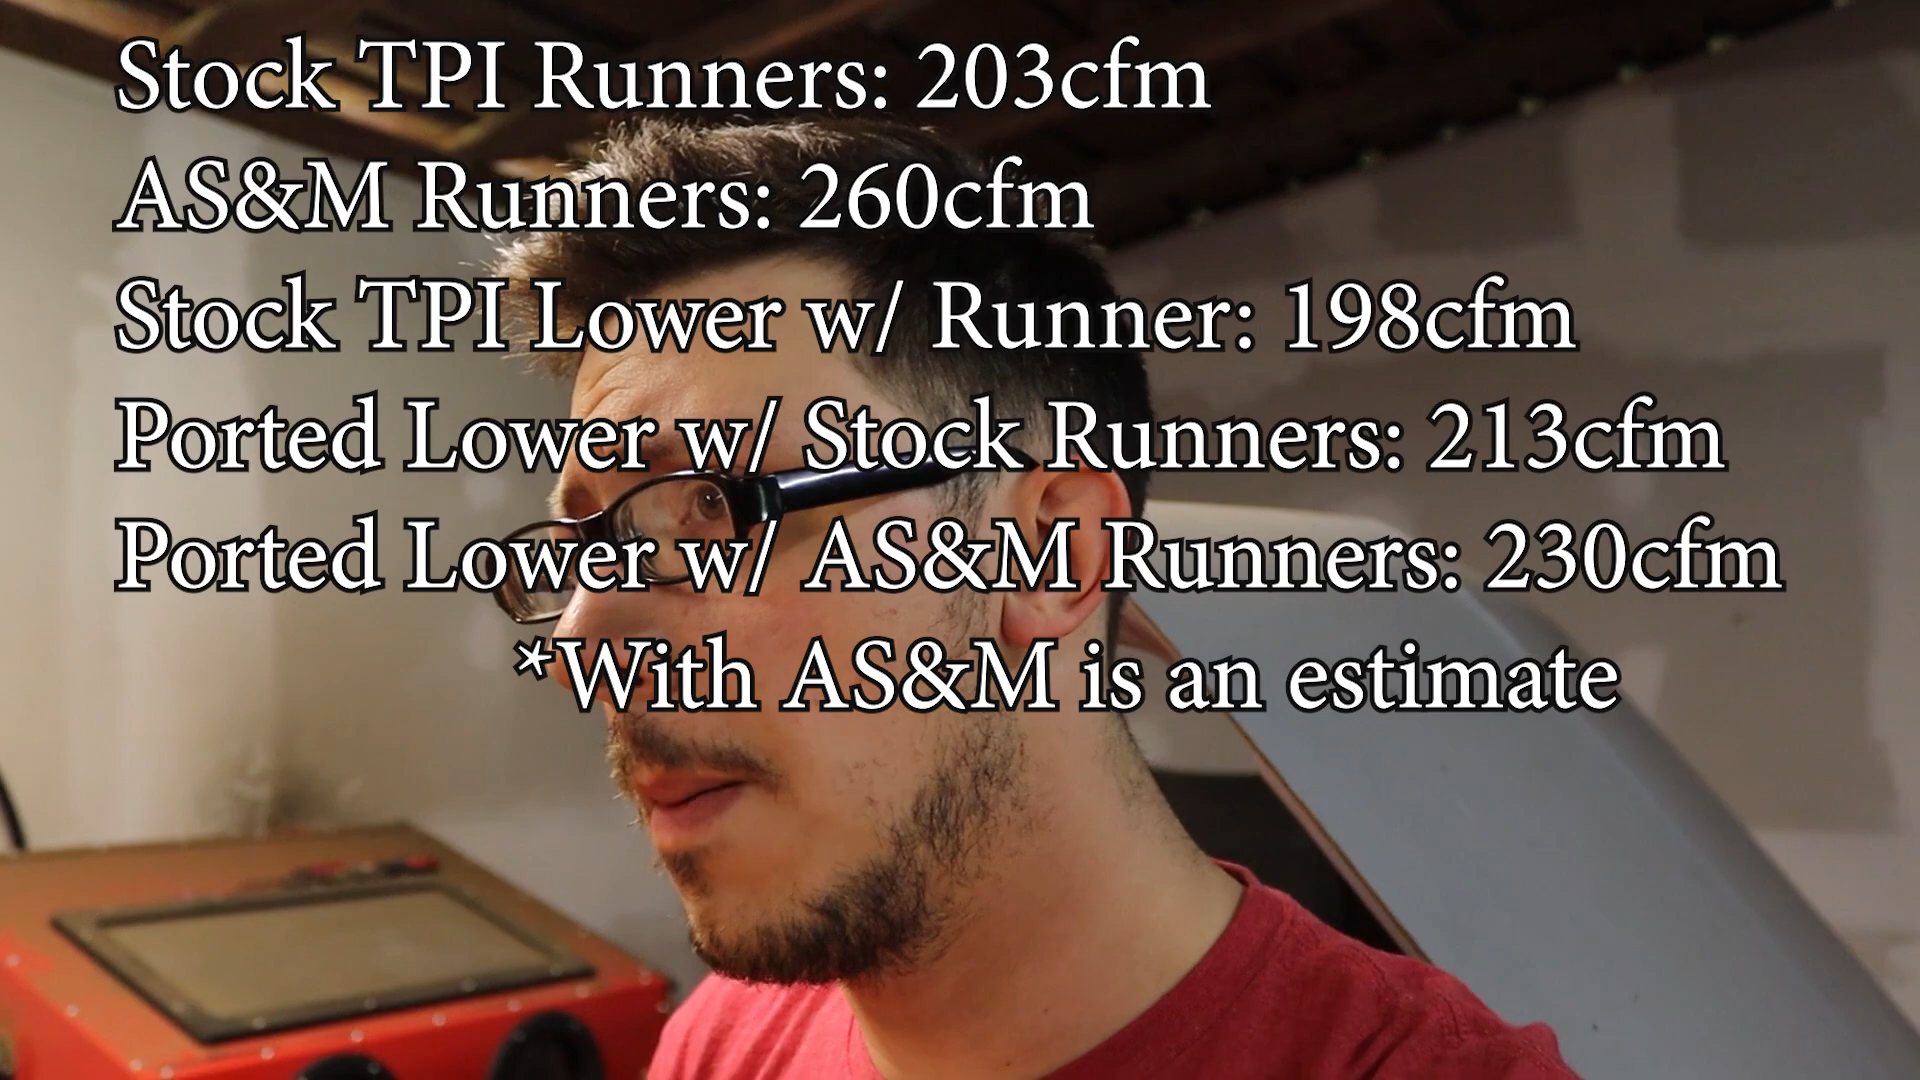 Stock TPI Runners: 203cfm
AS&M Runners: 260cfm
Stock TPI Lower w/ Runner: 198cfm
Ported Lower w/ Stock Runners: 213cfm
Ported Lower w/ AS&M Runners: 230cfm
*With AS&M is an estimate